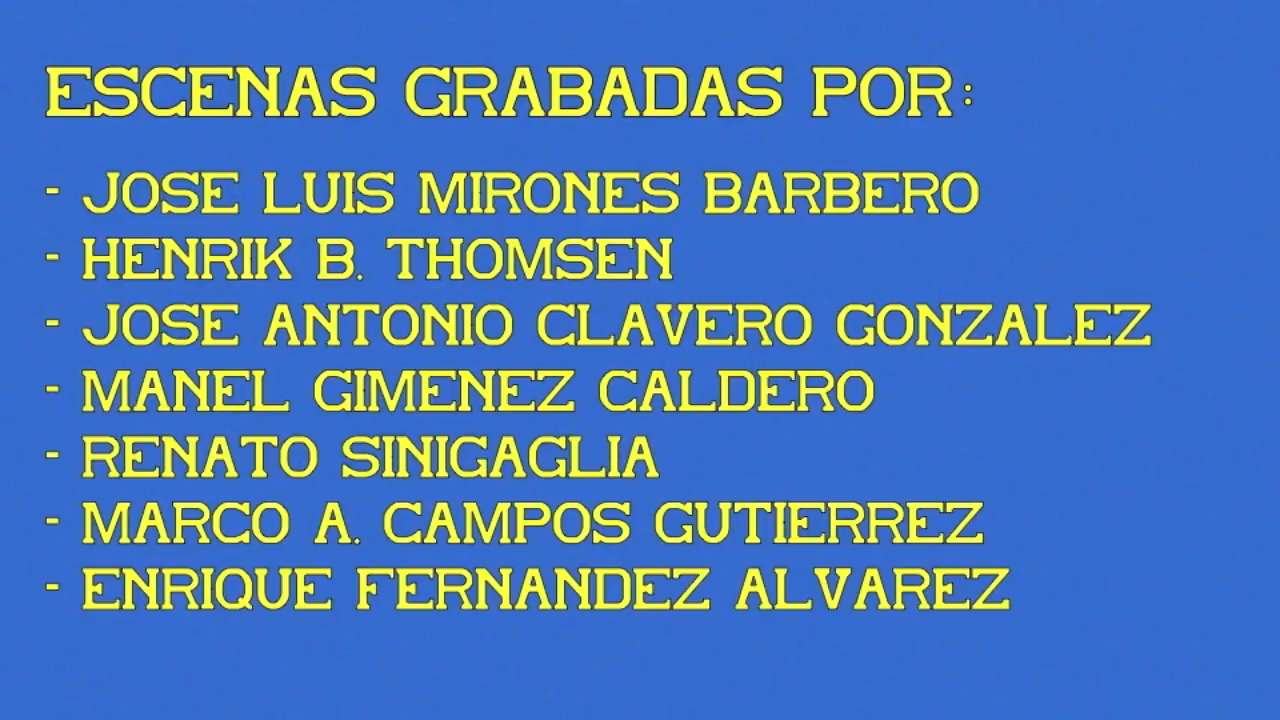 ESCENAS GRABADAS POR:
- JOSE LUIS MIRONES BARBERO
- HENRIK B. THOMSEN
- JOSE ANTONIO CLAVERO GONZALEZ
- MANEL GIMENEZ CALDERO
- RENATO SINIGAGLIA
- MARCO A. CAMPOS GUTIERREZ
- ENRIQUE FERNANDEZ ALVAREZ